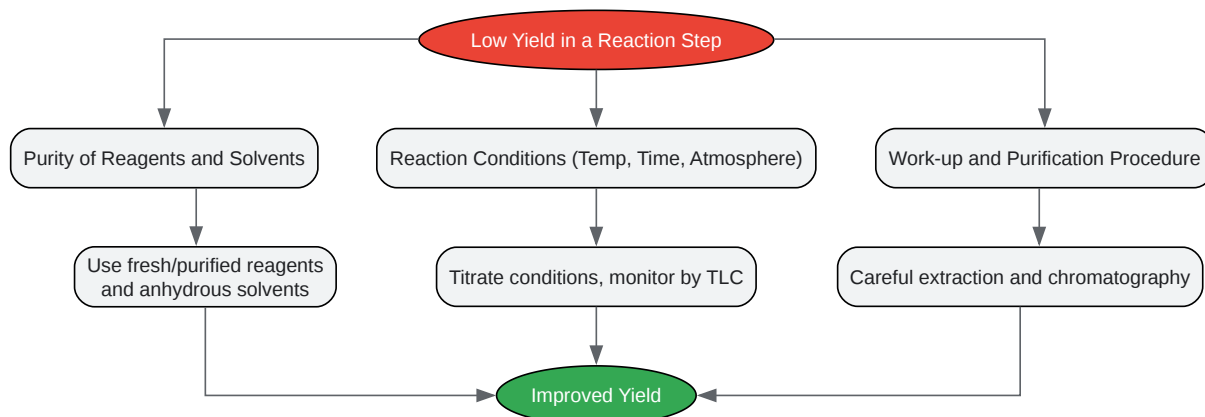 Low Yield in a Reaction Step
Purity of Reagents and Solvents
Reaction Conditions (Temp, Time, Atmosphere)
Work-up and Purification Procedure
Use fresh/purified reagents
and anhydrous solvents
Titrate conditions, monitor by TLC
Careful extraction and chromatography
Improved Yield